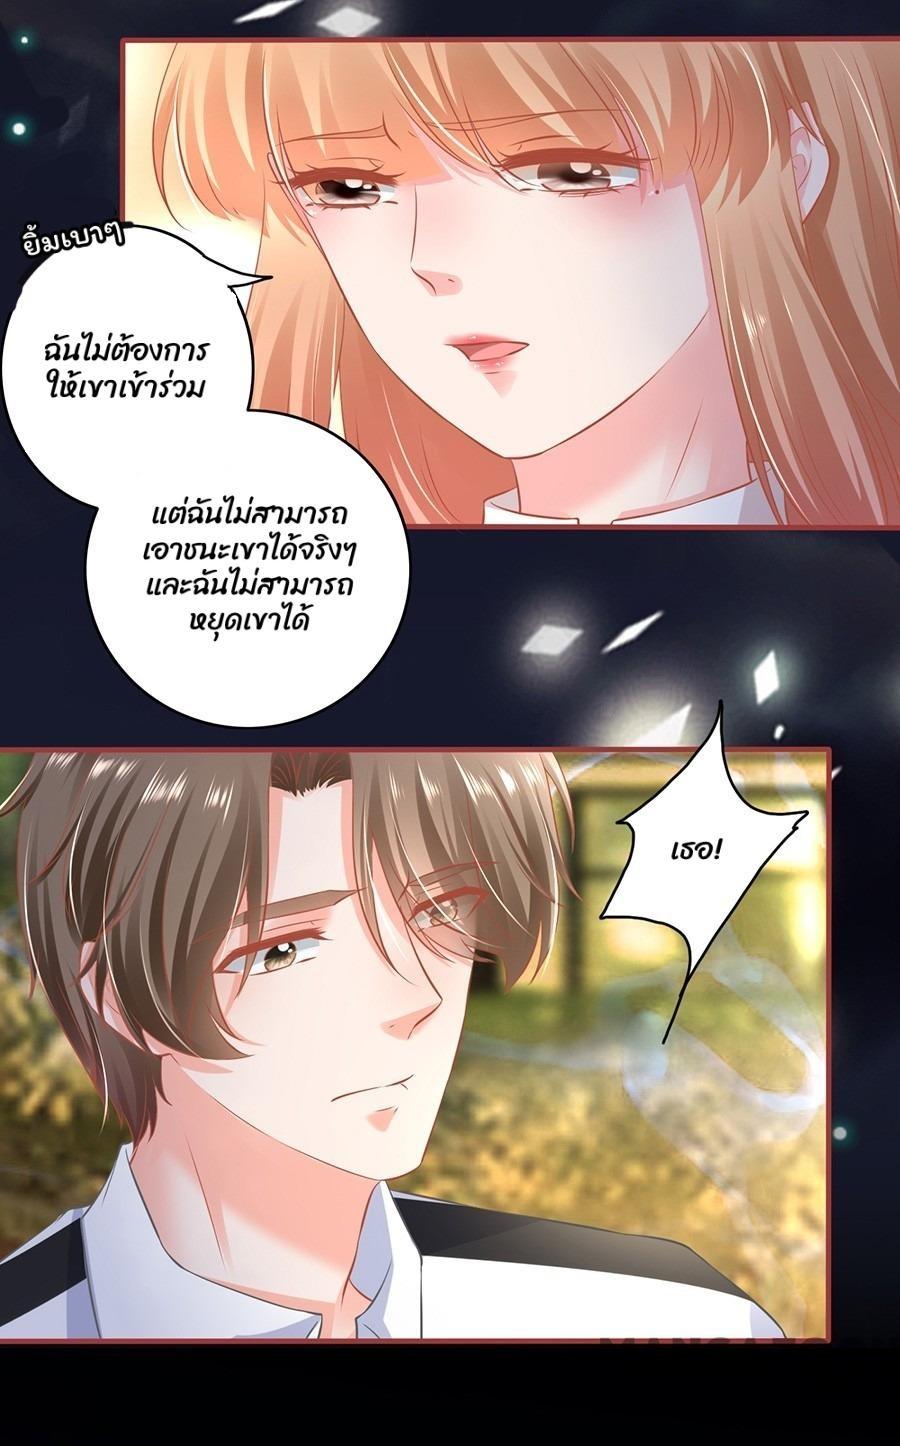 ยิ้มเบาๆ
ฉันไม่ต้องการ
ให้เขาเข้าร่วม
แต่ฉันไม่สามารถ
เอาชนะเขาได้จริงๆ
และฉันไม่สามารถ
หยุดเขาได้
เธอ!